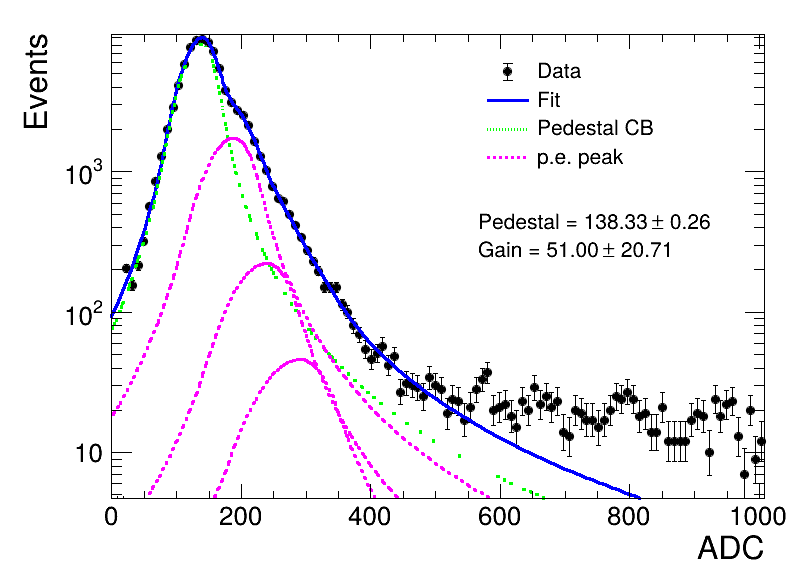 Events
10³
10²
10
Data
Fit
Pedestal CB
p.e. peak
Pedestal = 138.33 ± 0.26
Gain = 51.00 ± 20.71
0 200 400 600 800 1000
ADC